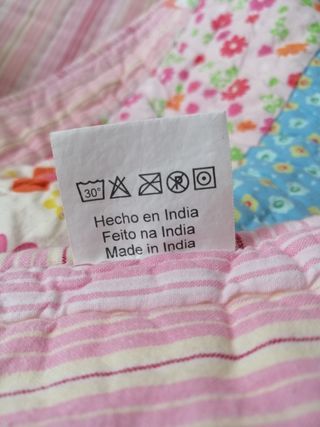 30°
Hecho en India
Feito na India
Made in India